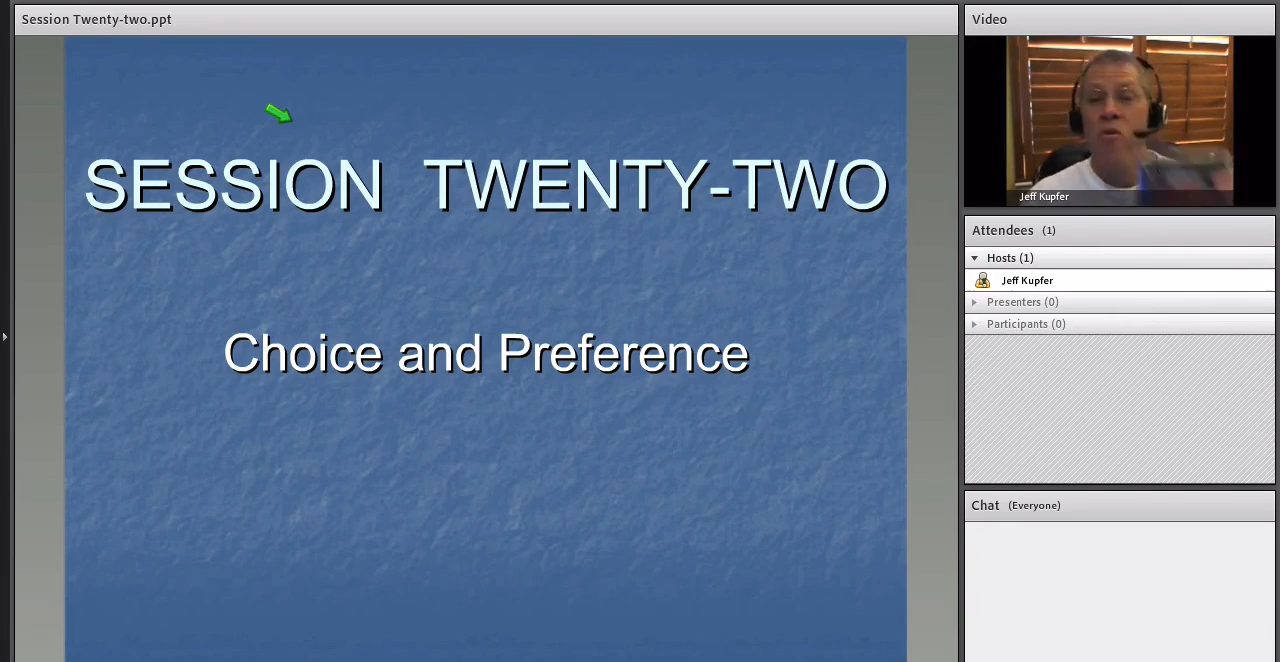 Session Twenty-two.ppt
SESSION TWENTY-TWO
Choice and Preference
Video
Jeff Kupfer
Attendees (1)
Hosts (1)
Jeff Kupfer
Presenters (0)
Participants (0)
Chat (Everyone)